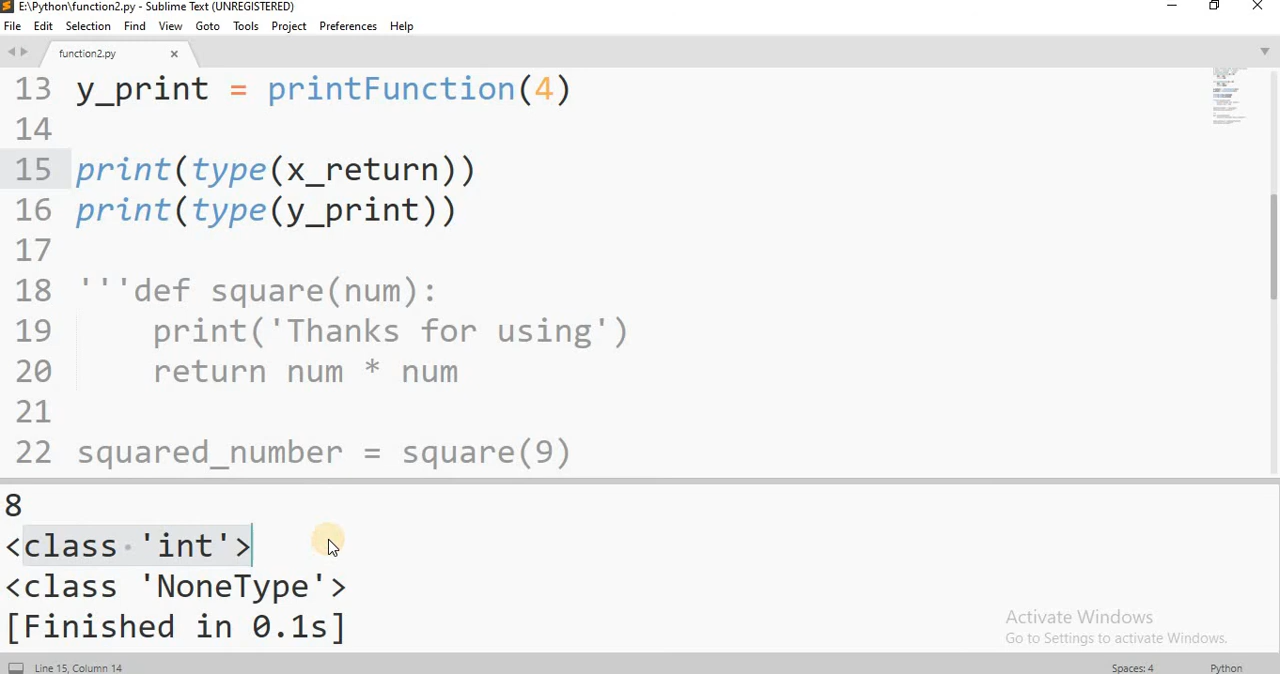 E:\Python\function2.py - Sublime Text (UNREGISTERED)
File Edit Selection Find View Goto Tools Project Preferences Help
function2.py
13 y_print = printFunction(4)
14
15 print(type(x_return))
16 print(type(y_print))
17
18 '''def square(num):
19     print('Thanks for using')
20     return num * num
21
22 squared_number = square(9)
8
<class 'int'>
<class 'NoneType'>
[Finished in 0.1s]
Activate Windows
Go to Settings to activate Windows.
Line 15, Column 14 Spaces: 4 Python